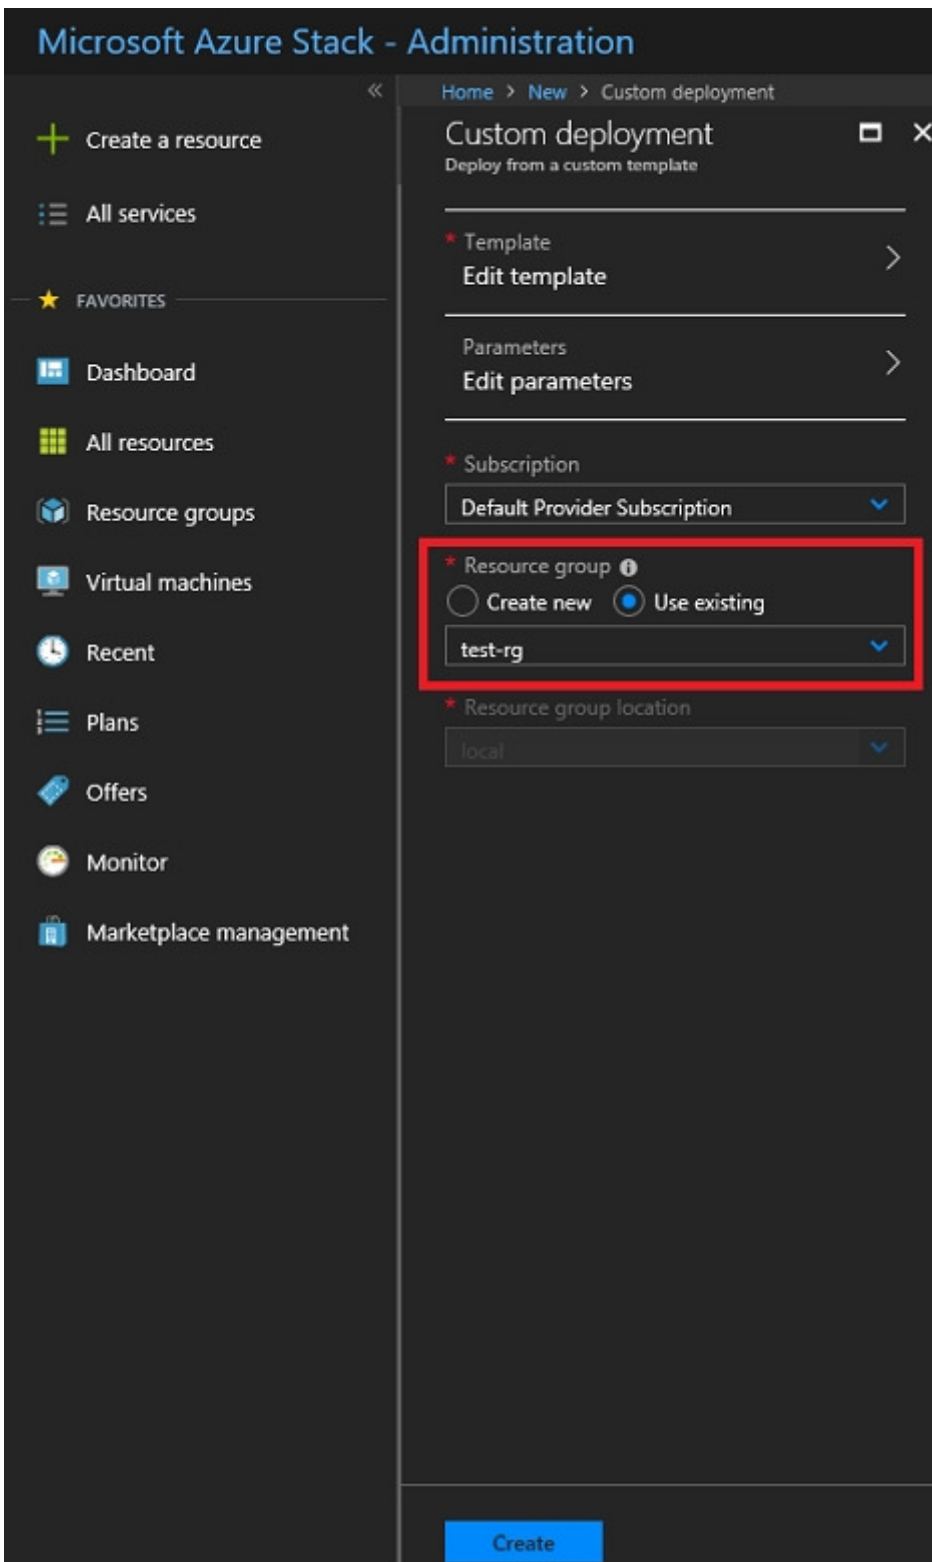 Microsoft Azure Stack - Administration
«
Create a resource
All services
FAVORITES
Dashboard
All resources
Resource groups
Virtual machines
Recent
Plans
Offers
Monitor
Marketplace management
Home > New > Custom deployment
Custom deployment
Deploy from a custom template
* Template
Edit template
Parameters
Edit parameters
* Subscription
Default Provider Subscription
* Resource group
Create new Use existing
test-rg
* Resource group location
local
Create